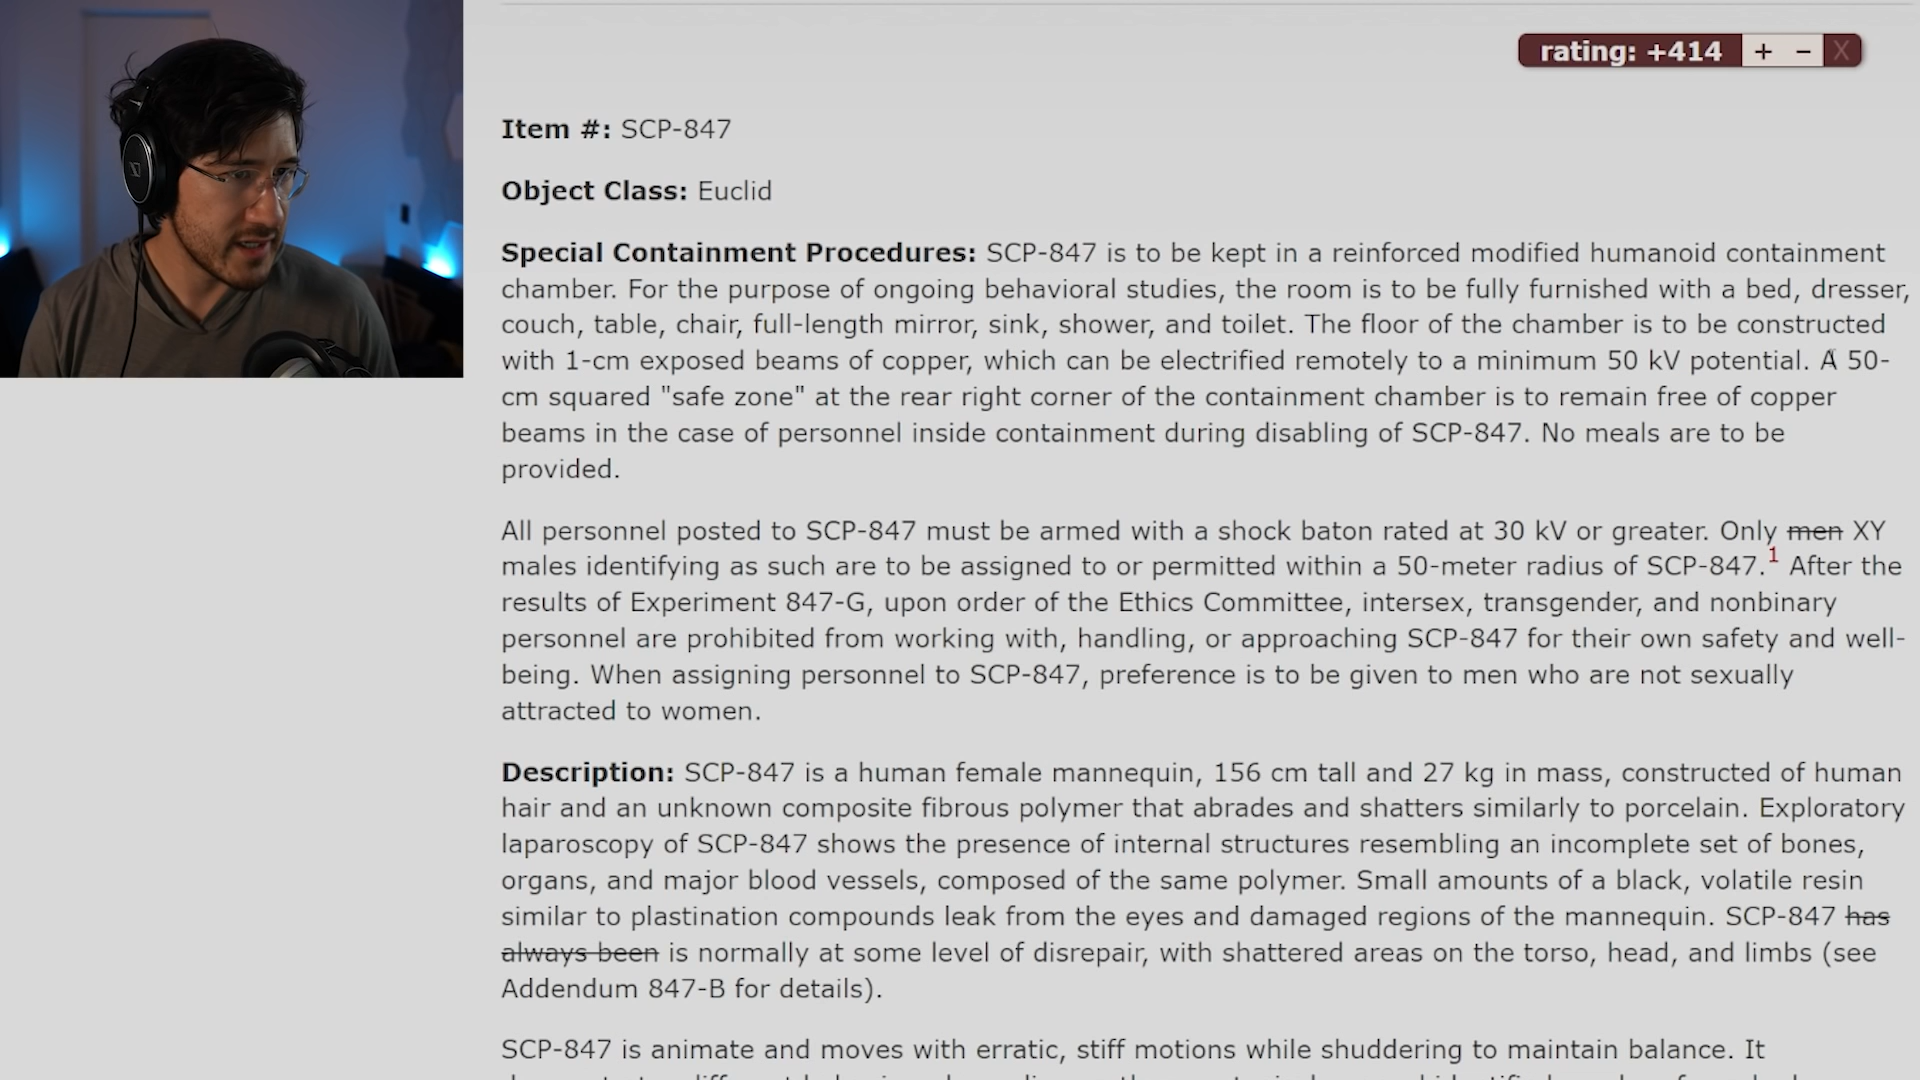 rating: +414 + − X
Item #: SCP-847
Object Class: Euclid
Special Containment Procedures: SCP-847 is to be kept in a reinforced modified humanoid containment
chamber. For the purpose of ongoing behavioral studies, the room is to be fully furnished with a bed, dresser,
couch, table, chair, full-length mirror, sink, shower, and toilet. The floor of the chamber is to be constructed
with 1-cm exposed beams of copper, which can be electrified remotely to a minimum 50 kV potential. A 50-
cm squared "safe zone" at the rear right corner of the containment chamber is to remain free of copper
beams in the case of personnel inside containment during disabling of SCP-847. No meals are to be
provided.
All personnel posted to SCP-847 must be armed with a shock baton rated at 30 kV or greater. Only men XY
males identifying as such are to be assigned to or permitted within a 50-meter radius of SCP-847.1 After the
results of Experiment 847-G, upon order of the Ethics Committee, intersex, transgender, and nonbinary
personnel are prohibited from working with, handling, or approaching SCP-847 for their own safety and well-
being. When assigning personnel to SCP-847, preference is to be given to men who are not sexually
attracted to women.
Description: SCP-847 is a human female mannequin, 156 cm tall and 27 kg in mass, constructed of human
hair and an unknown composite fibrous polymer that abrades and shatters similarly to porcelain. Exploratory
laparoscopy of SCP-847 shows the presence of internal structures resembling an incomplete set of bones,
organs, and major blood vessels, composed of the same polymer. Small amounts of a black, volatile resin
similar to plastination compounds leak from the eyes and damaged regions of the mannequin. SCP-847 has
always been is normally at some level of disrepair, with shattered areas on the torso, head, and limbs (see
Addendum 847-B for details).
SCP-847 is animate and moves with erratic, stiff motions while shuddering to maintain balance. It